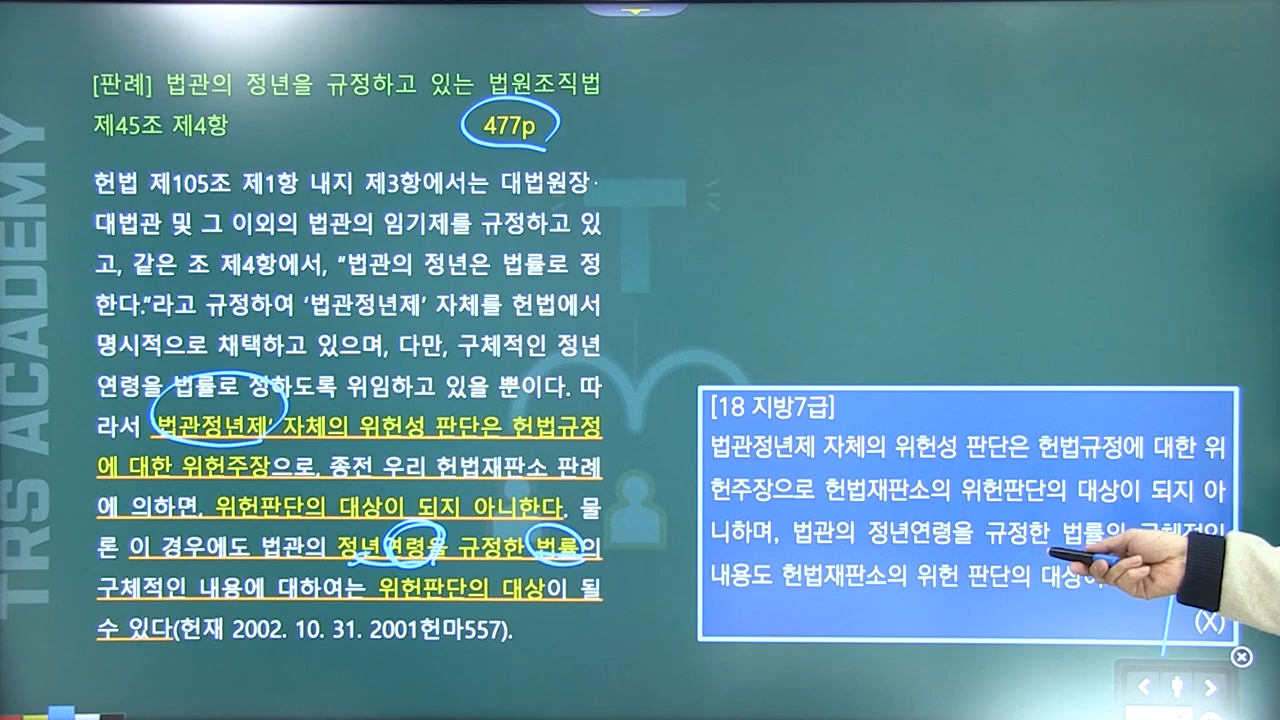 [판례] 법관의 정년을 규정하고 있는 법원조직법
제45조 제4항
477p
헌법 제105조 제1항 내지 제3항에서는 대법원장·
대법관 및 그 이외의 법관의 임기제를 규정하고 있
고, 같은 조 제4항에서, "법관의 정년은 법률로 정
한다."라고 규정하여 '법관정년제' 자체를 헌법에서
명시적으로 채택하고 있으며, 다만, 구체적인 정년
연령을 법률로 정하도록 위임하고 있을 뿐이다. 따
라서 '법관정년제' 자체의 위헌성 판단은 헌법규정
에 대한 위헌주장으로, 종전 우리 헌법재판소 판례
에 의하면, 위헌판단의 대상이 되지 아니한다. 물
론 이 경우에도 법관의 정년연령을 규정한 법률의
구체적인 내용에 대하여는 위헌판단의 대상이 될
수 있다(헌재 2002. 10. 31. 2001헌마557).
[18 지방7급]
법관정년제 자체의 위헌성 판단은 헌법규정에 대한 위
헌주장으로 헌법재판소의 위헌판단의 대상이 되지 아
니하며, 법관의 정년연령을 규정한 법률의 구체적인
내용도 헌법재판소의 위헌 판단의 대상이
(X)
TRS ACADEMY